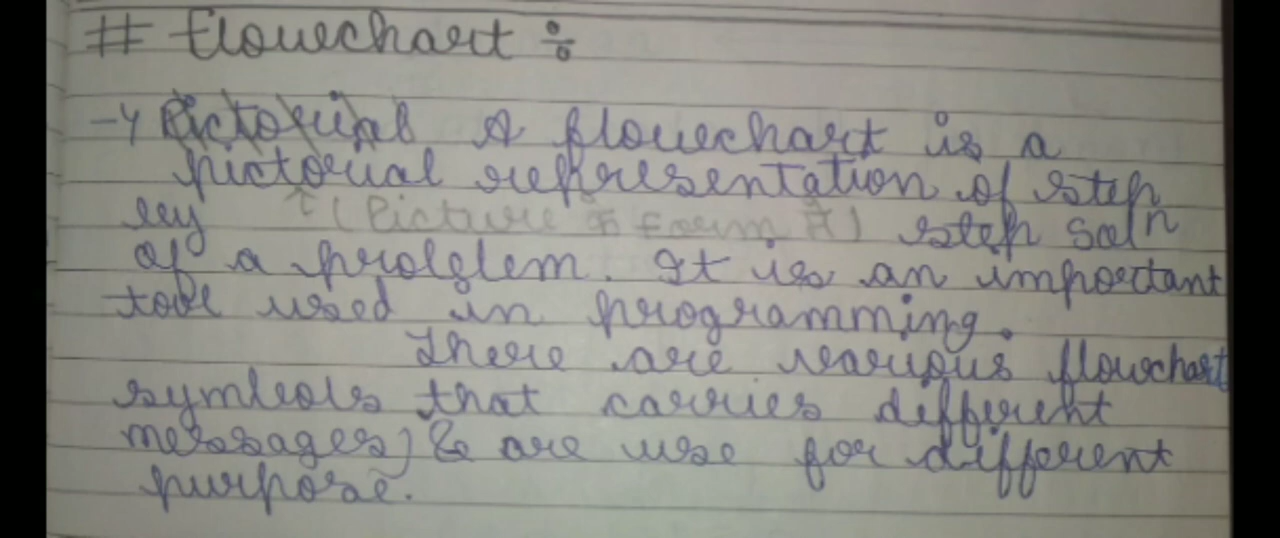 # Flowchart ÷
→ Pictorial A flowchart is a
pictorial representation of step
by (Picture form) step solⁿ
of a problem. It is an important
tool used in programming.
There are various flowchart
symbols that carries different
messages, & are use for different
purpose.